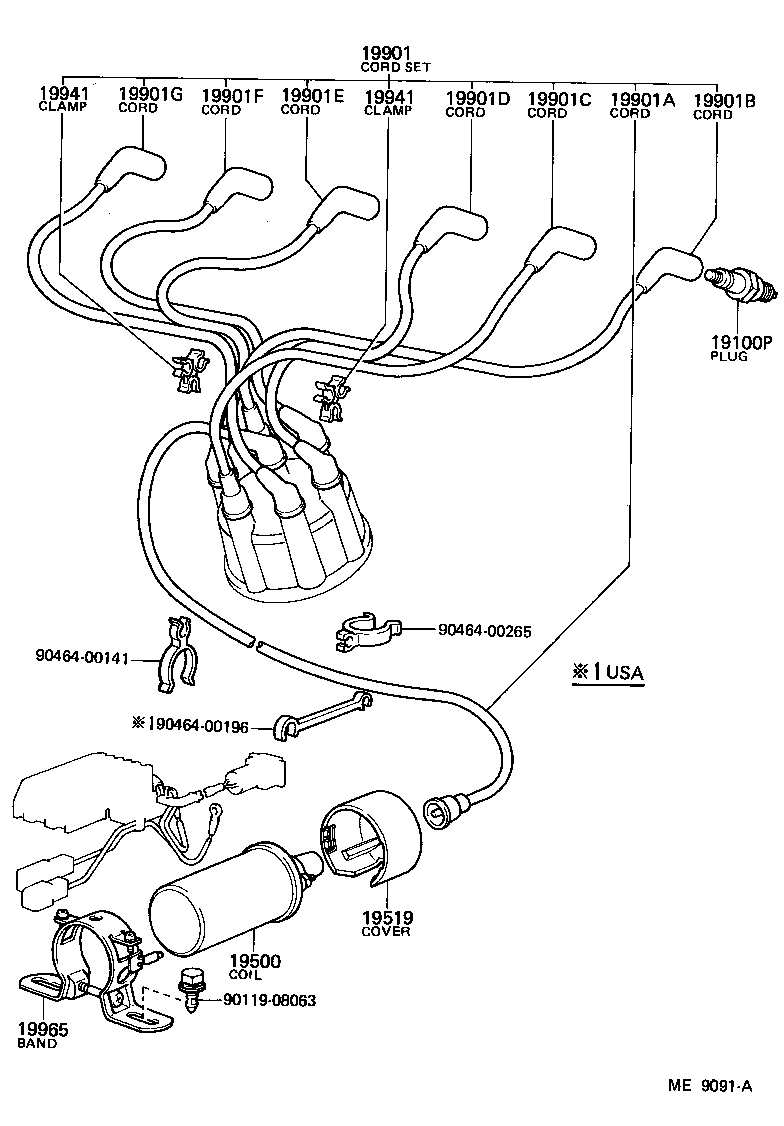 19901
CORD SET
19941
CLAMP
19901G
CORD
19901F
CORD
19901E
CORD
19941
CLAMP
19901D
CORD
19901C
CORD
19901A
CORD
19901B
CORD
19100P
PLUG
90464-00265
90464-00141
※1 USA
※190464-00196
19519
COVER
19500
COIL
90119-08063
19965
BAND
ME 9091-A